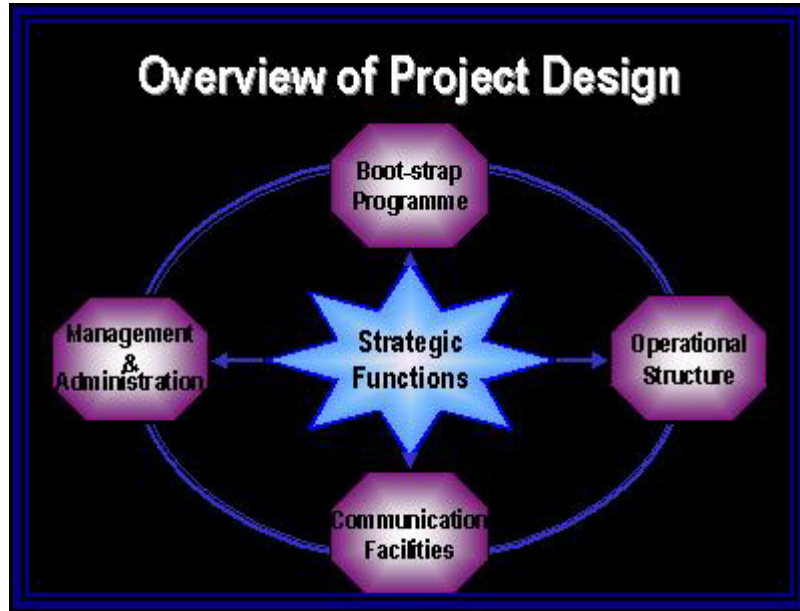 Overview of Project Design
Boot-strap
Programme
Management
&
Administration
Strategic
Functions
Operational
Structure
Communication
Facilities